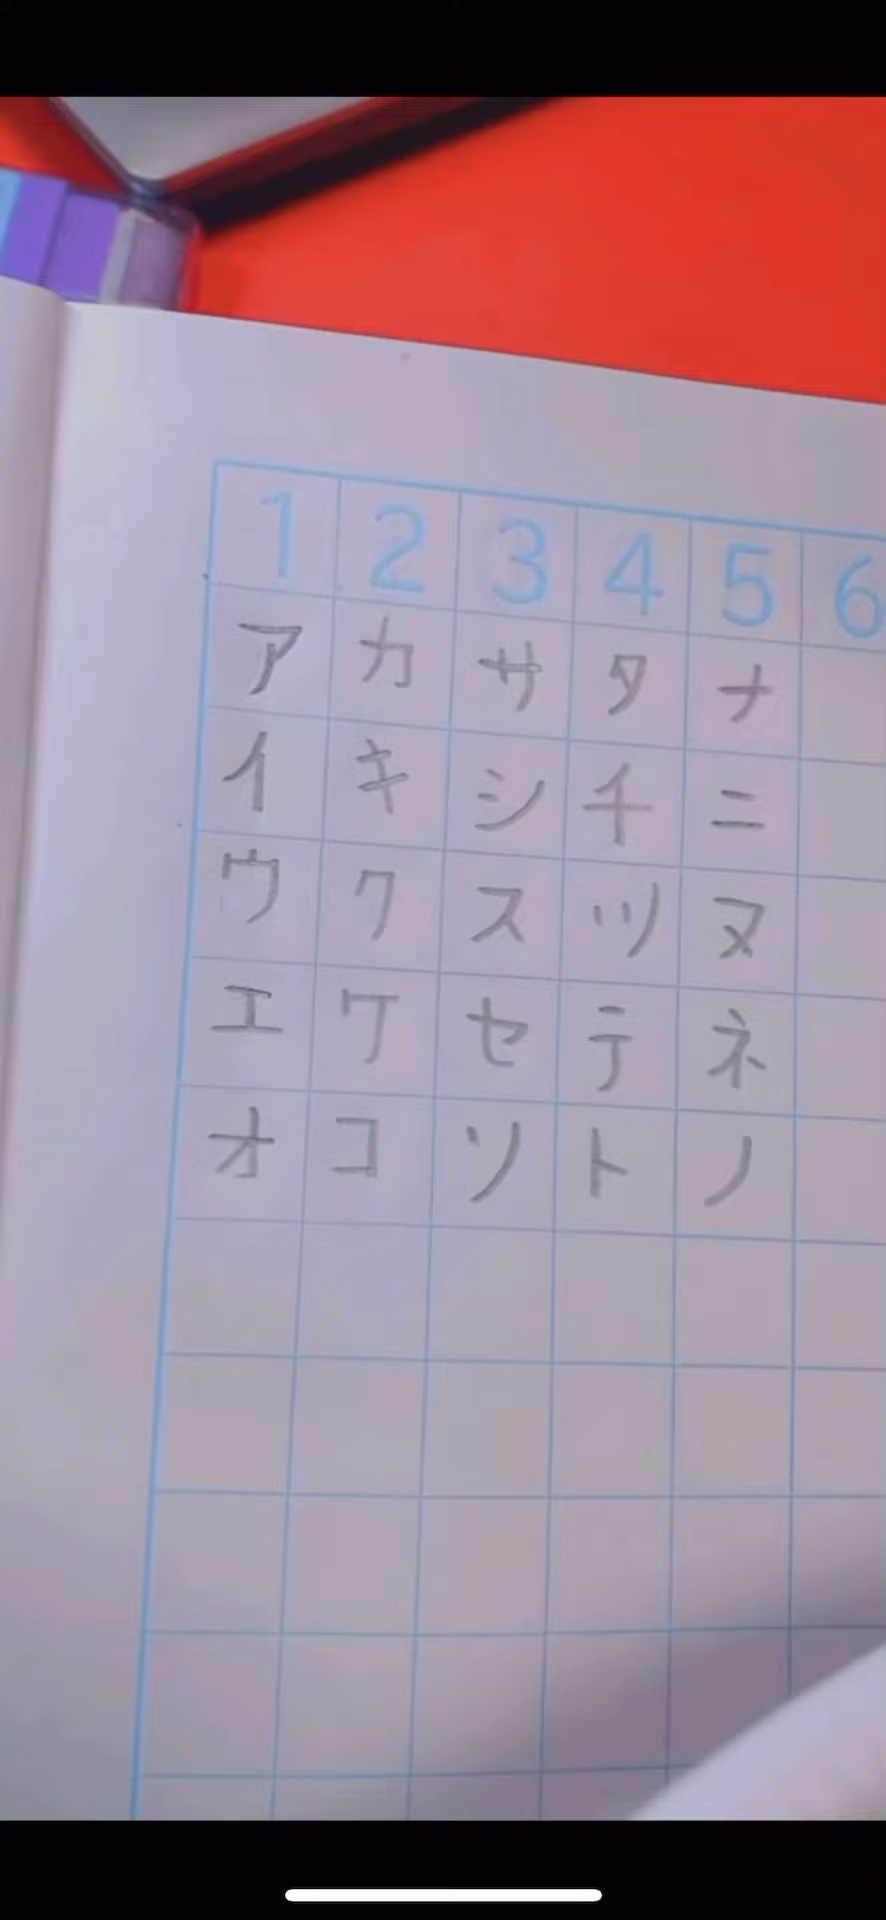 1 2 3 4 5 6
ア カ サ タ ナ
イ キ シ チ ニ
ウ ク ス ツ ヌ
エ ケ セ テ ネ
オ コ ソ ト ノ